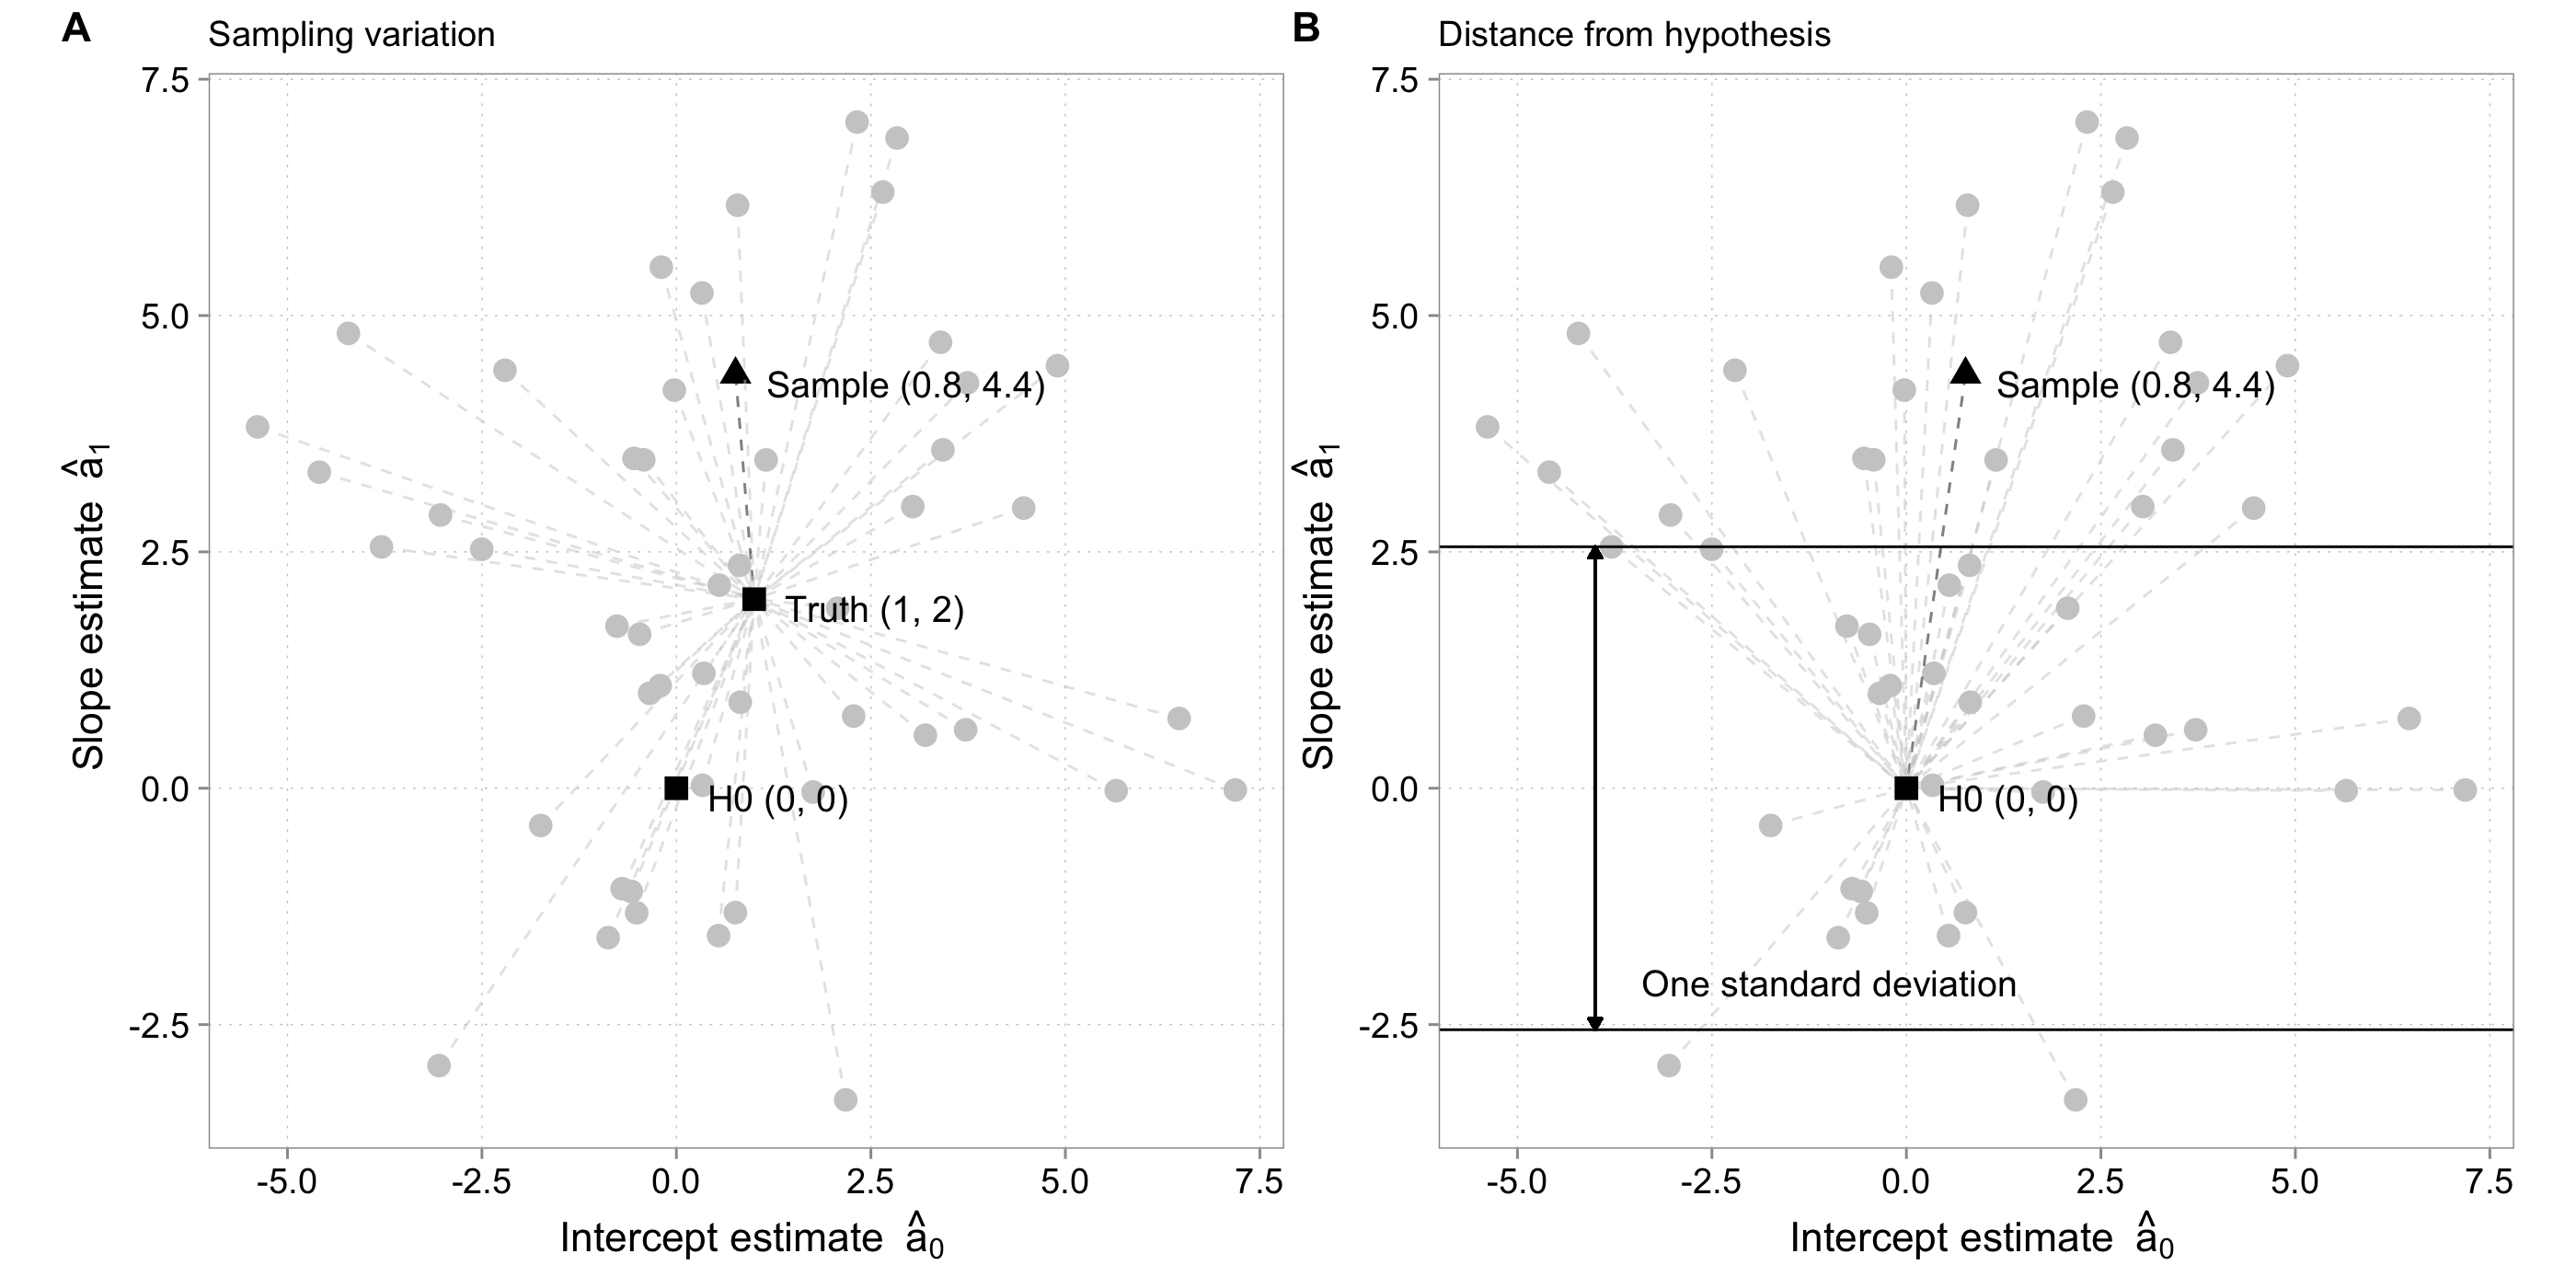 A
Sampling variation
7.5
5.0
2.5
0.0
-2.5
Slope estimate â₁
Sample (0.8, 4.4)
Truth (1, 2)
H0 (0, 0)
-5.0 -2.5 0.0 2.5 5.0 7.5
Intercept estimate â₀
B
Distance from hypothesis
7.5
5.0
2.5
0.0
-2.5
Slope estimate â₁
Sample (0.8, 4.4)
H0 (0, 0)
One standard deviation
-5.0 -2.5 0.0 2.5 5.0 7.5
Intercept estimate â₀